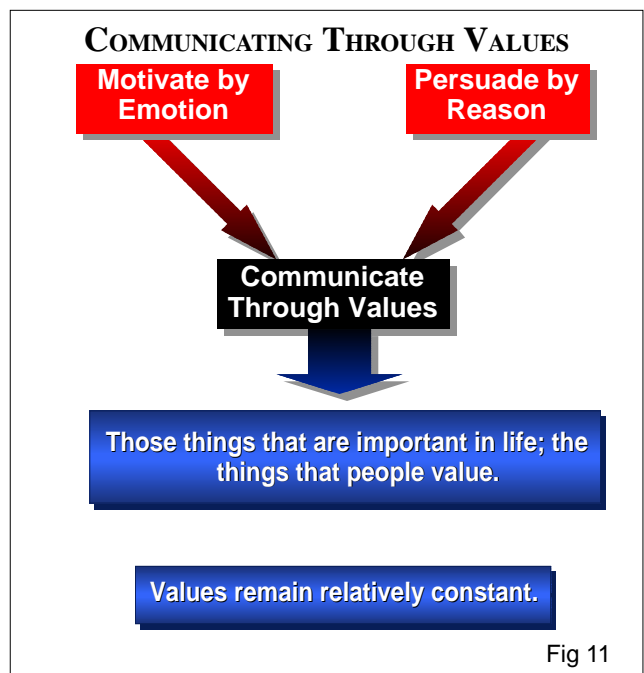 COMMUNICATING THROUGH VALUES
Motivate by
Emotion
Persuade by
Reason
Communicate
Through Values
Those things that are important in life; the
things that people value.
Values remain relatively constant.
Fig 11